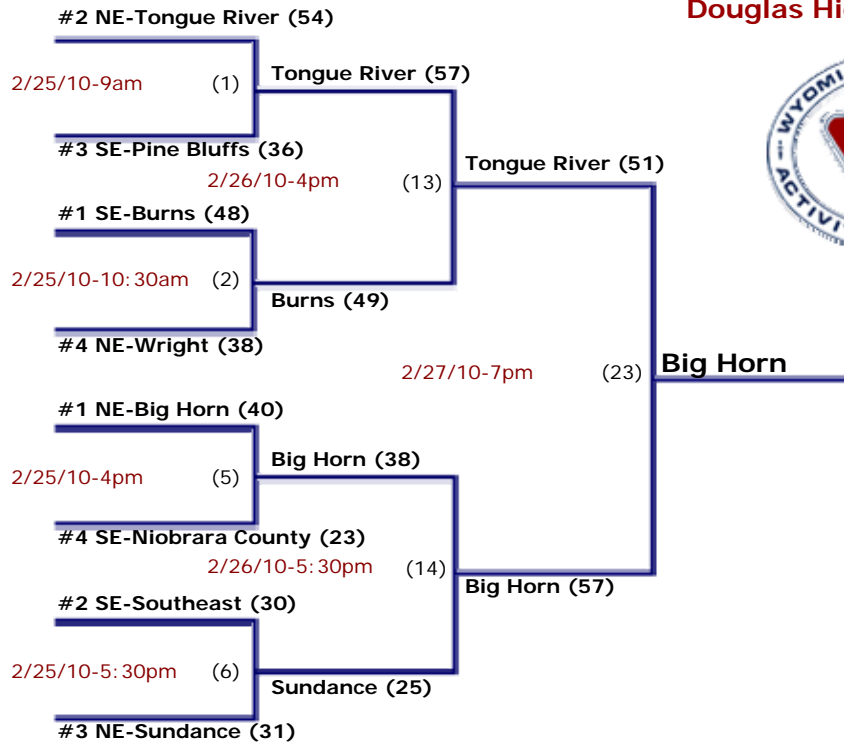 #2 NE-Tongue River (54)
Douglas Hi
2/25/10-9am (1) Tongue River (57)
#3 SE-Pine Bluffs (36)
2/26/10-4pm (13) Tongue River (51)
#1 SE-Burns (48)
2/25/10-10:30am (2)
Burns (49)
#4 NE-Wright (38)
2/27/10-7pm (23) Big Horn
#1 NE-Big Horn (40)
2/25/10-4pm (5) Big Horn (38)
#4 SE-Niobrara County (23)
2/26/10-5:30pm (14) Big Horn (57)
#2 SE-Southeast (30)
2/25/10-5:30pm (6)
Sundance (25)
#3 NE-Sundance (31)
WYOMI
ACTIVI